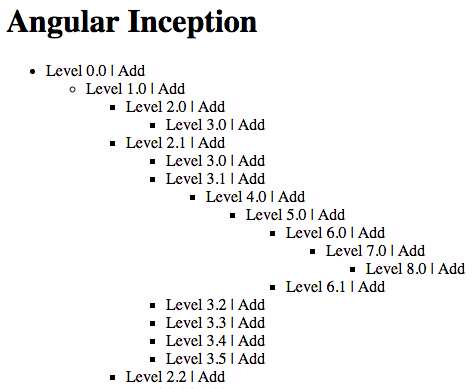 Angular Inception
Level 0.0 | Add
Level 1.0 | Add
Level 2.0 | Add
Level 3.0 | Add
Level 2.1 | Add
Level 3.0 | Add
Level 3.1 | Add
Level 4.0 | Add
Level 5.0 | Add
Level 6.0 | Add
Level 7.0 | Add
Level 8.0 | Add
Level 6.1 | Add
Level 3.2 | Add
Level 3.3 | Add
Level 3.4 | Add
Level 3.5 | Add
Level 2.2 | Add